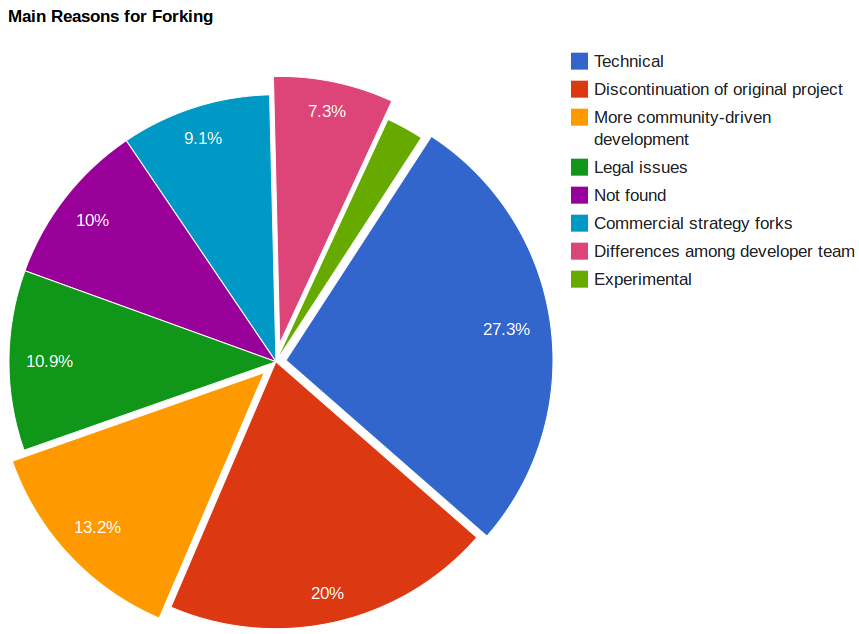 Main Reasons for Forking
Technical
Discontinuation of original project
More community-driven
development
Legal issues
Not found
Commercial strategy forks
Differences among developer team
Experimental
7.3%
9.1%
10%
27.3%
10.9%
13.2%
20%